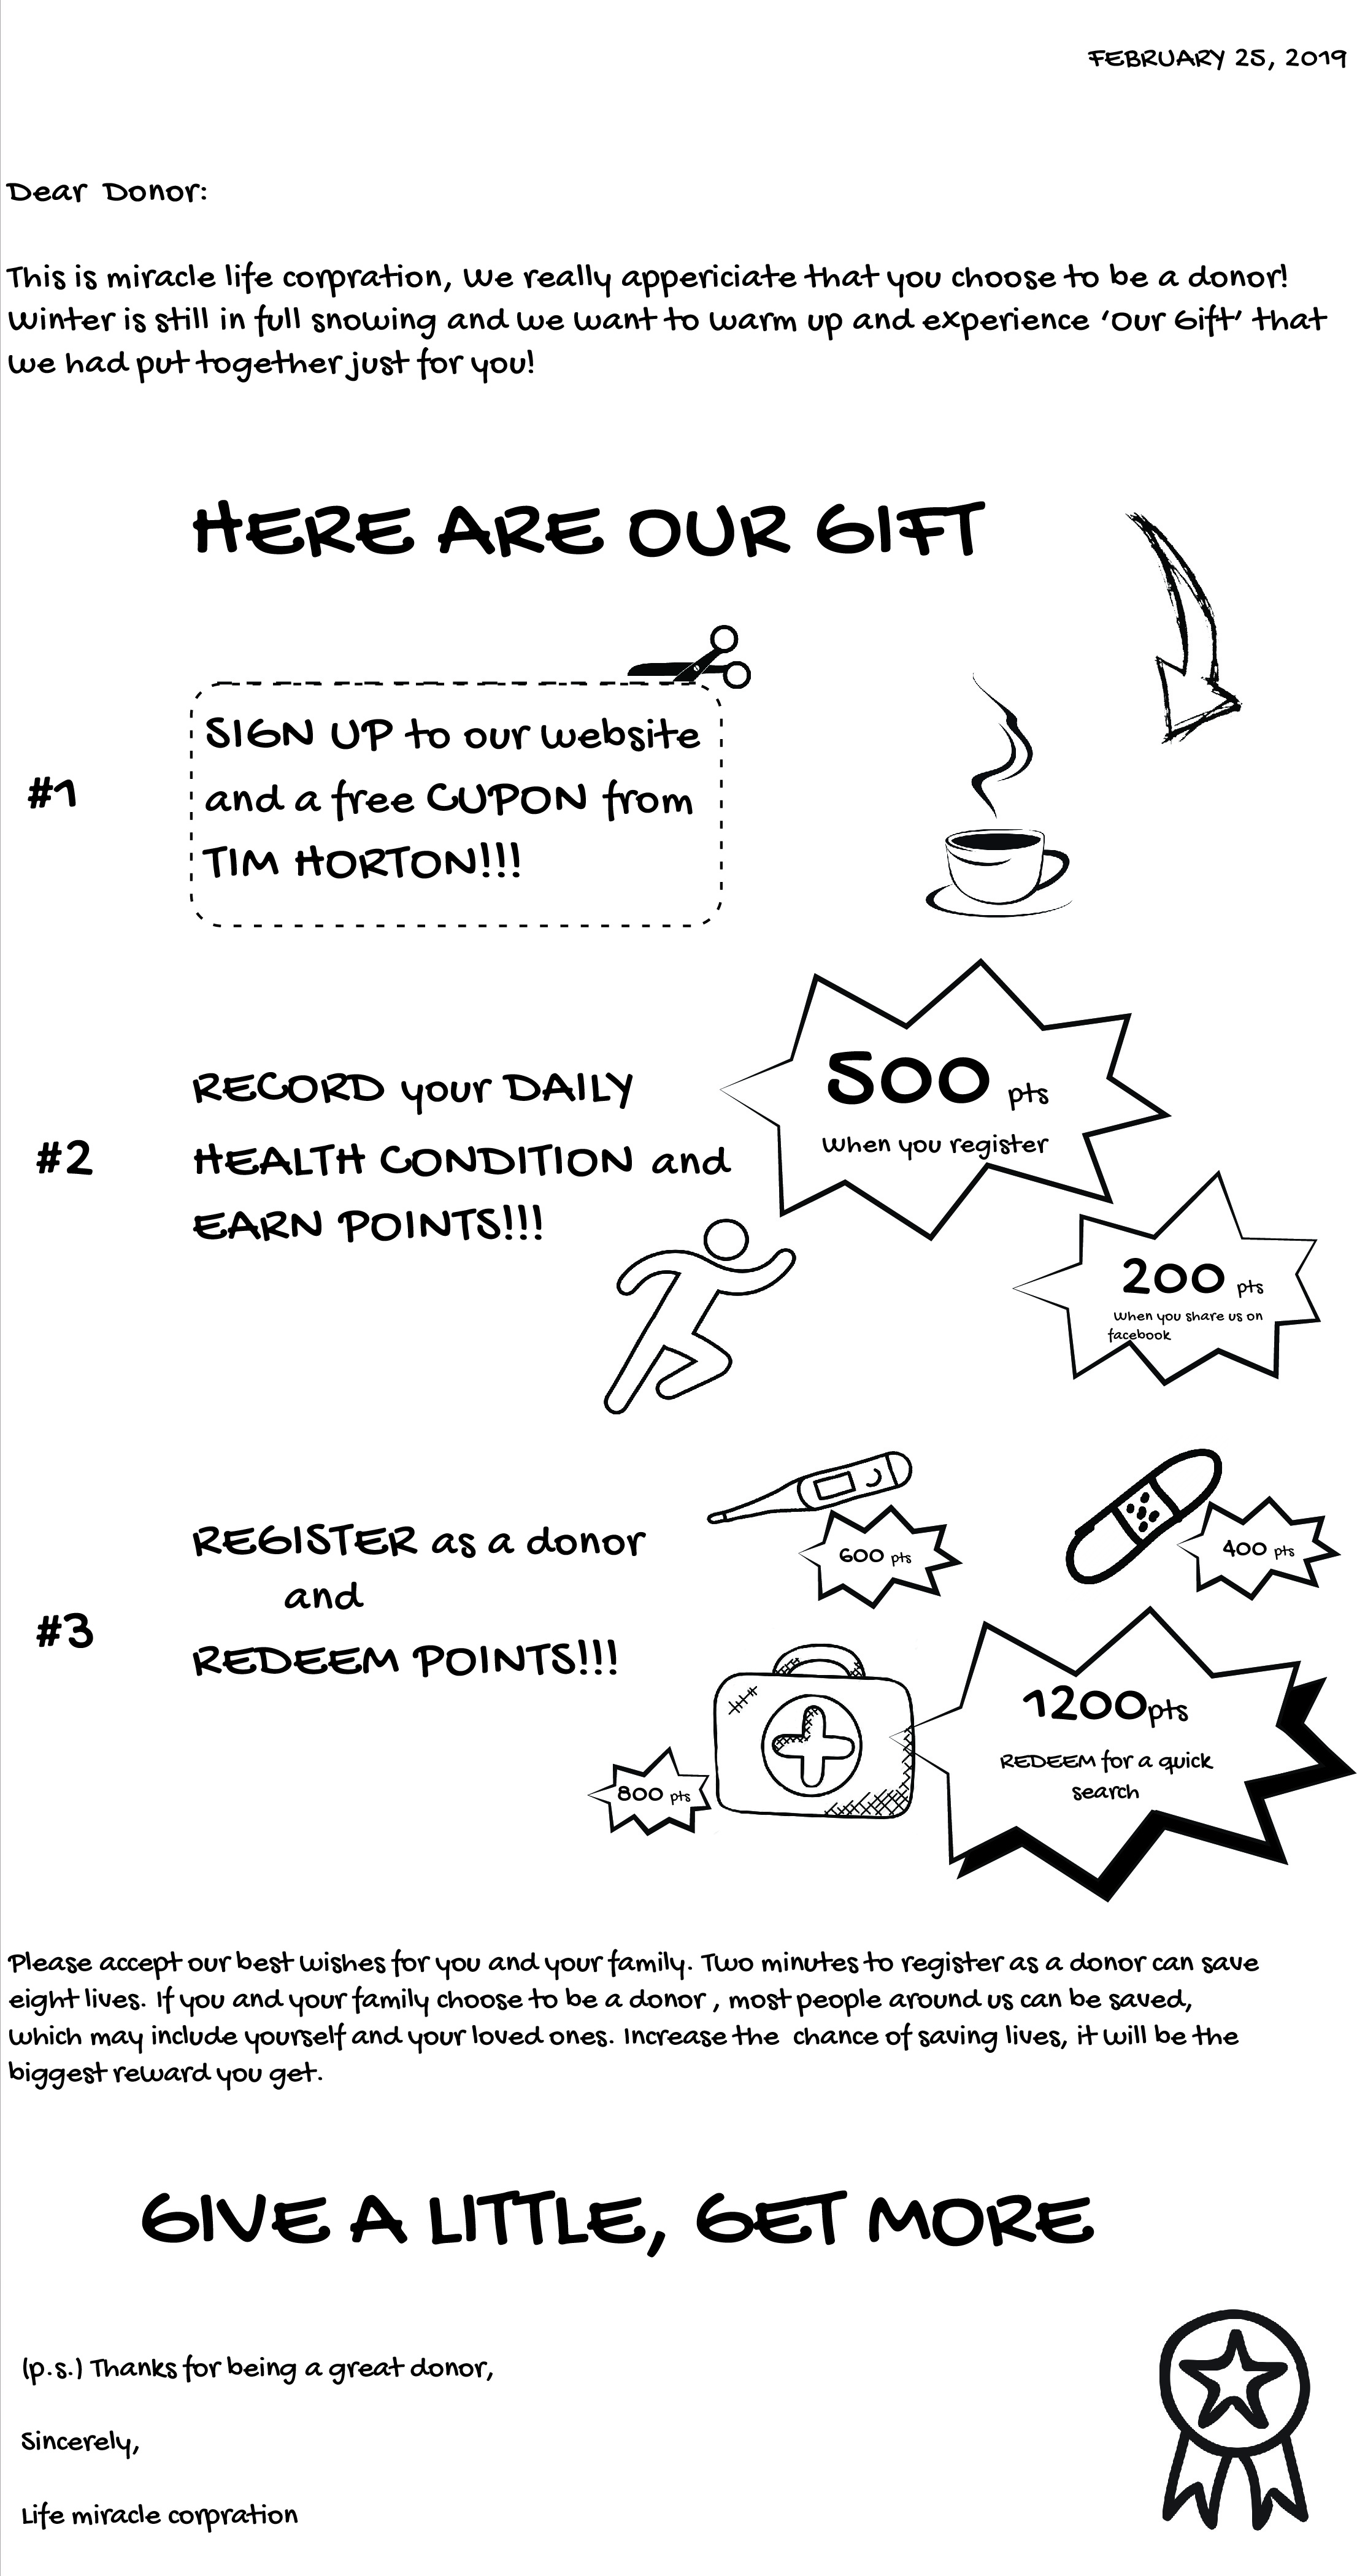 FEBRUARY 25, 2019
Dear Donor:
This is miracle life corpration, We really appericiate that you choose to be a donor!
Winter is still in full snowing and we want to warm up and experience ‘Our Gift’ that
we had put together just for you!
HERE ARE OUR GIFT
#1
SIGN UP to our website
and a free CUPON from
TIM HORTON!!!
#2
RECORD your DAILY
HEALTH CONDITION and
EARN POINTS!!!
500 pts
When you register
200 pts
When you share us on
facebook
#3
REGISTER as a donor
and
REDEEM POINTS!!!
600 pts
400 pts
800 pts
1200pts
REDEEM for a quick
search
Please accept our best wishes for you and your family. Two minutes to register as a donor can save
eight lives. If you and your family choose to be a donor , most people around us can be saved,
which may include yourself and your loved ones. Increase the chance of saving lives, it will be the
biggest reward you get.
GIVE A LITTLE, GET MORE
(p.s.) Thanks for being a great donor,
Sincerely,
Life miracle corpration